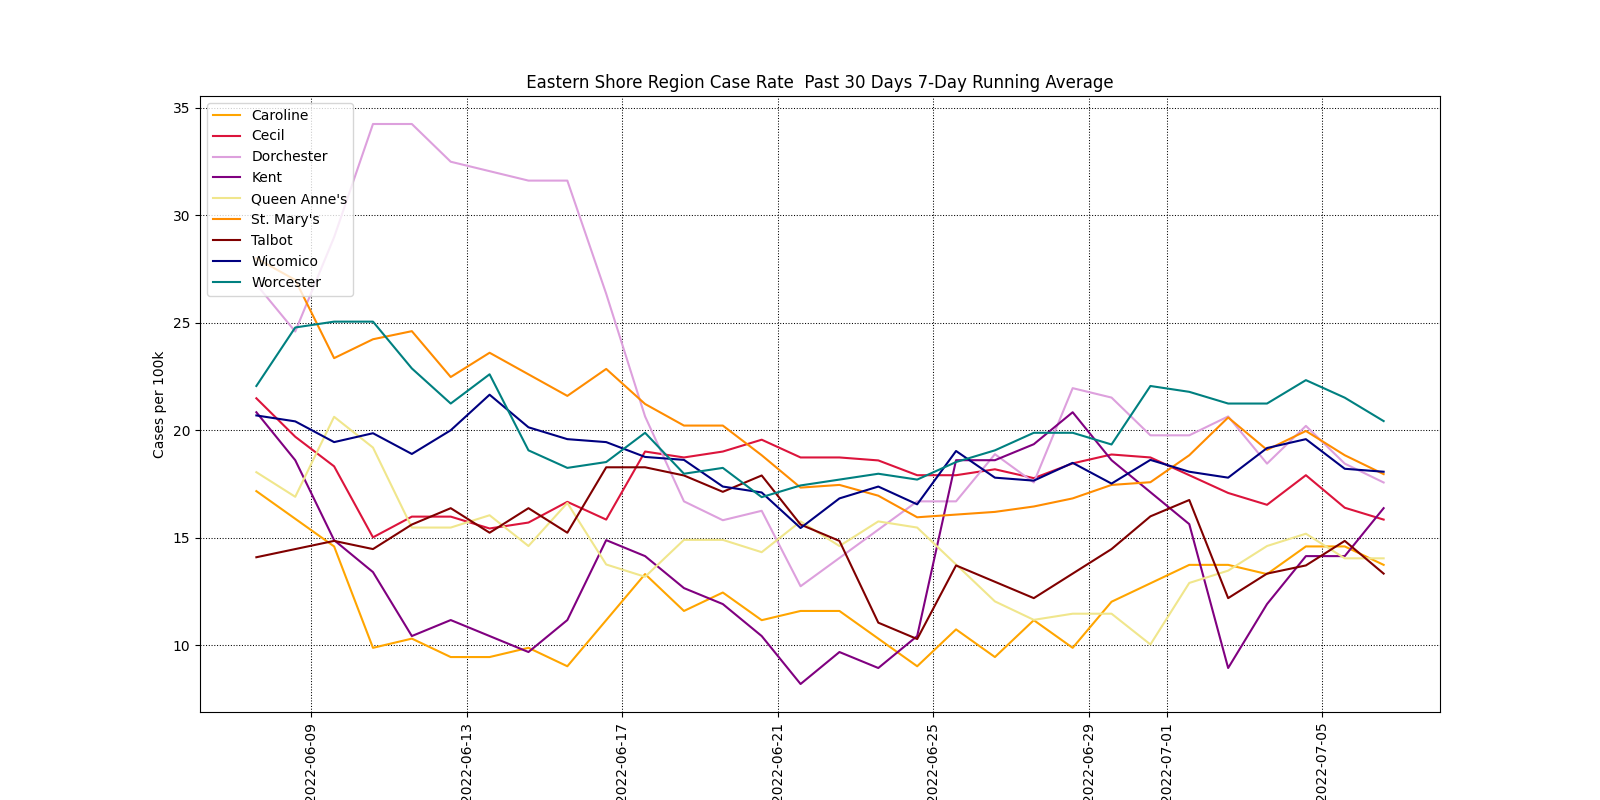 Eastern Shore Region Case Rate  Past 30 Days 7-Day Running Average
Caroline
Cecil
Dorchester
Kent
Queen Anne's
St. Mary's
Talbot
Wicomico
Worcester
35
30
25
20
15
10
Cases per 100k
2022-06-09
2022-06-13
2022-06-17
2022-06-21
2022-06-25
2022-06-29
2022-07-01
2022-07-05